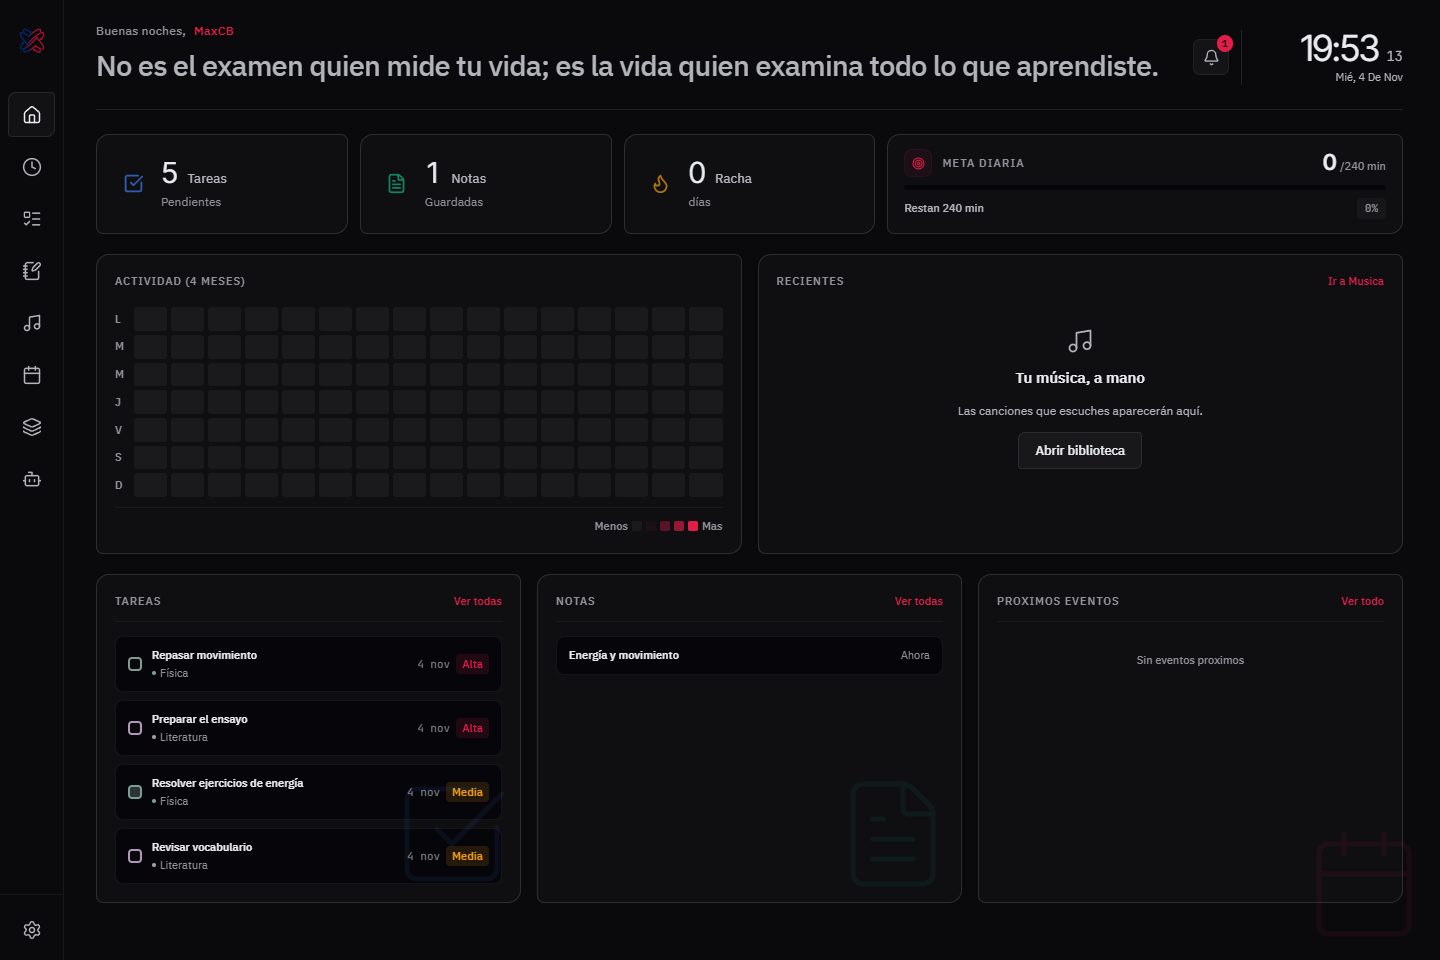 Buenas noches, MaxCB
No es el examen quien mide tu vida; es la vida quien examina todo lo que aprendiste.
1
19:53 13
Mié, 4 De Nov
5 Tareas
Pendientes
1 Notas
Guardadas
0 Racha
días
META DIARIA
0 /240 min
Restan 240 min
0%
ACTIVIDAD (4 MESES)
L
M
M
J
V
S
D
Menos Mas
RECIENTES
Ir a Musica
Tu música, a mano
Las canciones que escuches aparecerán aquí.
Abrir biblioteca
TAREAS
Ver todas
Repasar movimiento
Física
4 nov Alta
Preparar el ensayo
Literatura
4 nov Alta
Resolver ejercicios de energía
Física
4 nov Media
Revisar vocabulario
Literatura
4 nov Media
NOTAS
Ver todas
Energía y movimiento
Ahora
PROXIMOS EVENTOS
Ver todo
Sin eventos proximos